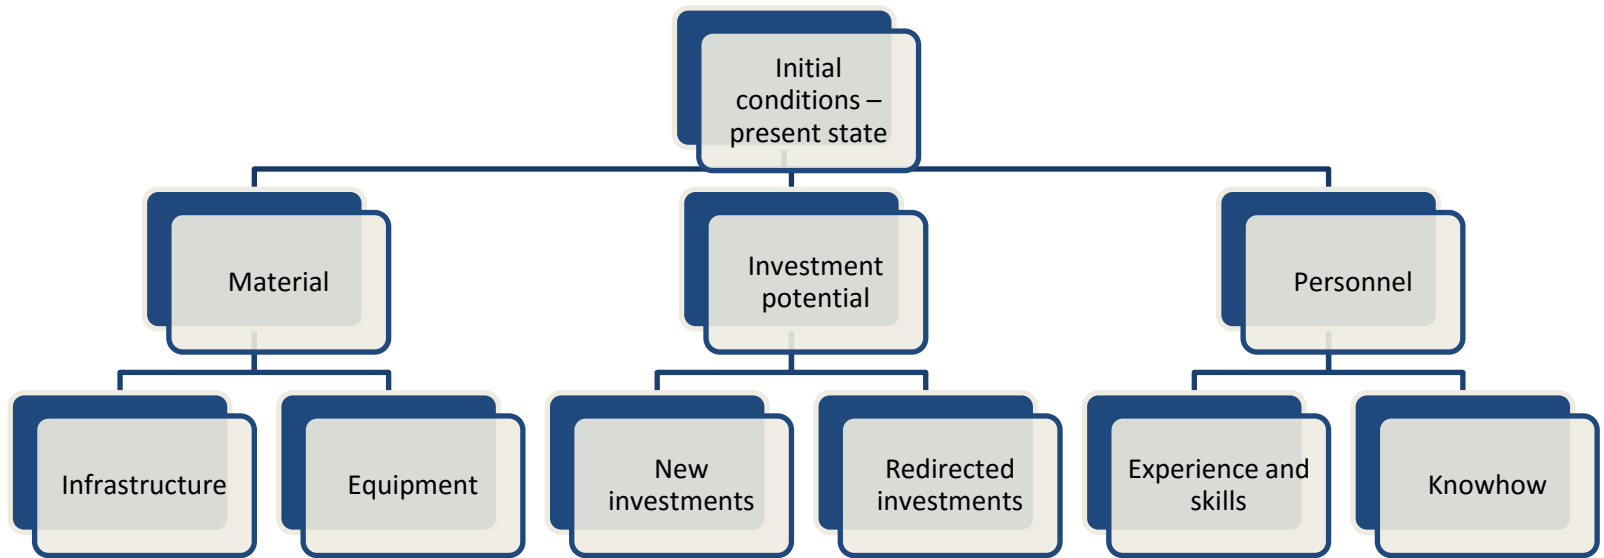 Initial
conditions –
present state
Material
Investment
potential
Personnel
Infrastructure
Equipment
New
investments
Redirected
investments
Experience and
skills
Knowhow